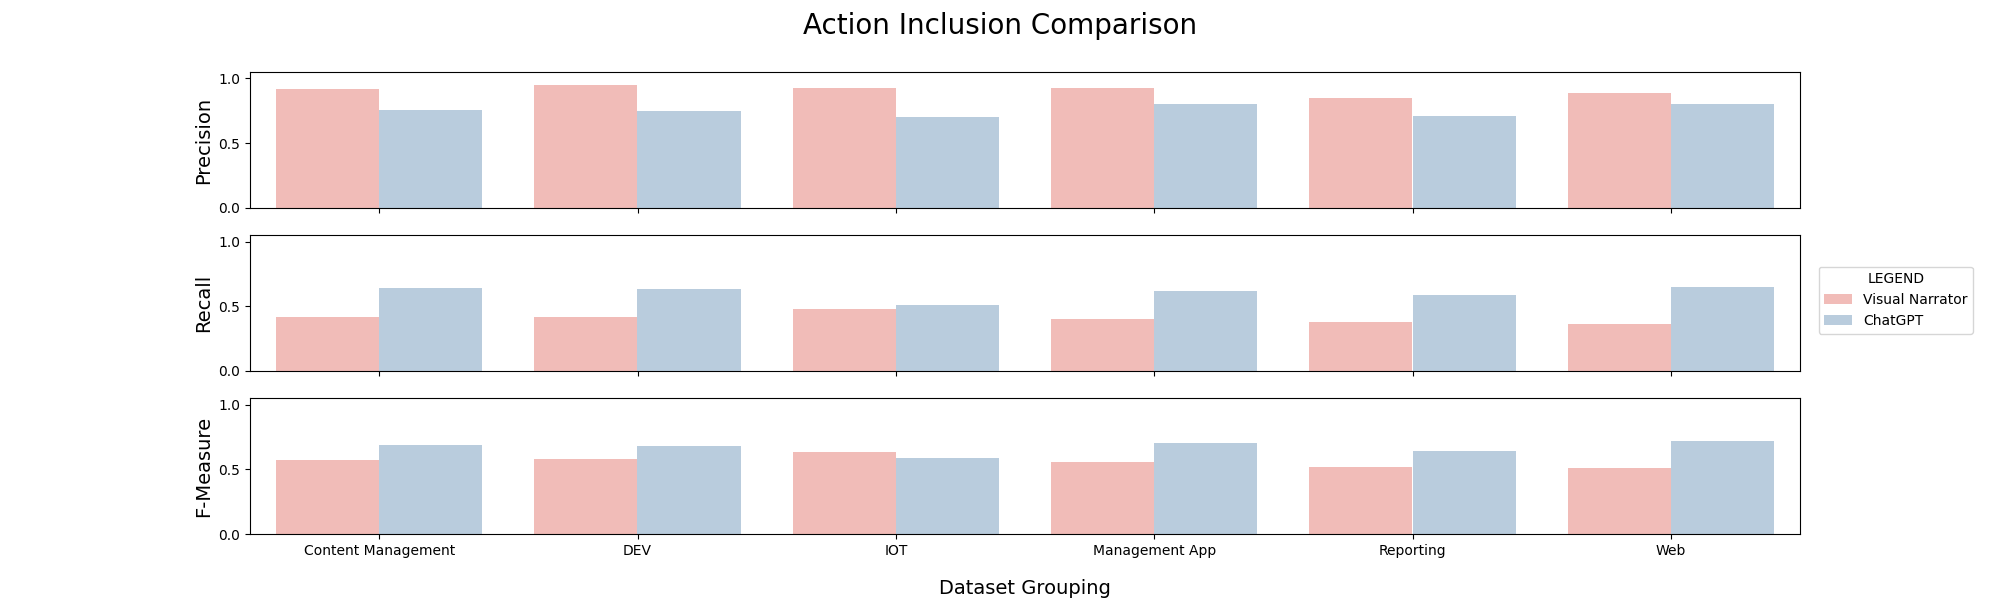 Action Inclusion Comparison
1.0
0.5
0.0
Precision
1.0
0.5
0.0
Recall
1.0
0.5
0.0
F-Measure
Content Management
DEV
IOT
Management App
Reporting
Web
Dataset Grouping
LEGEND
Visual Narrator
ChatGPT